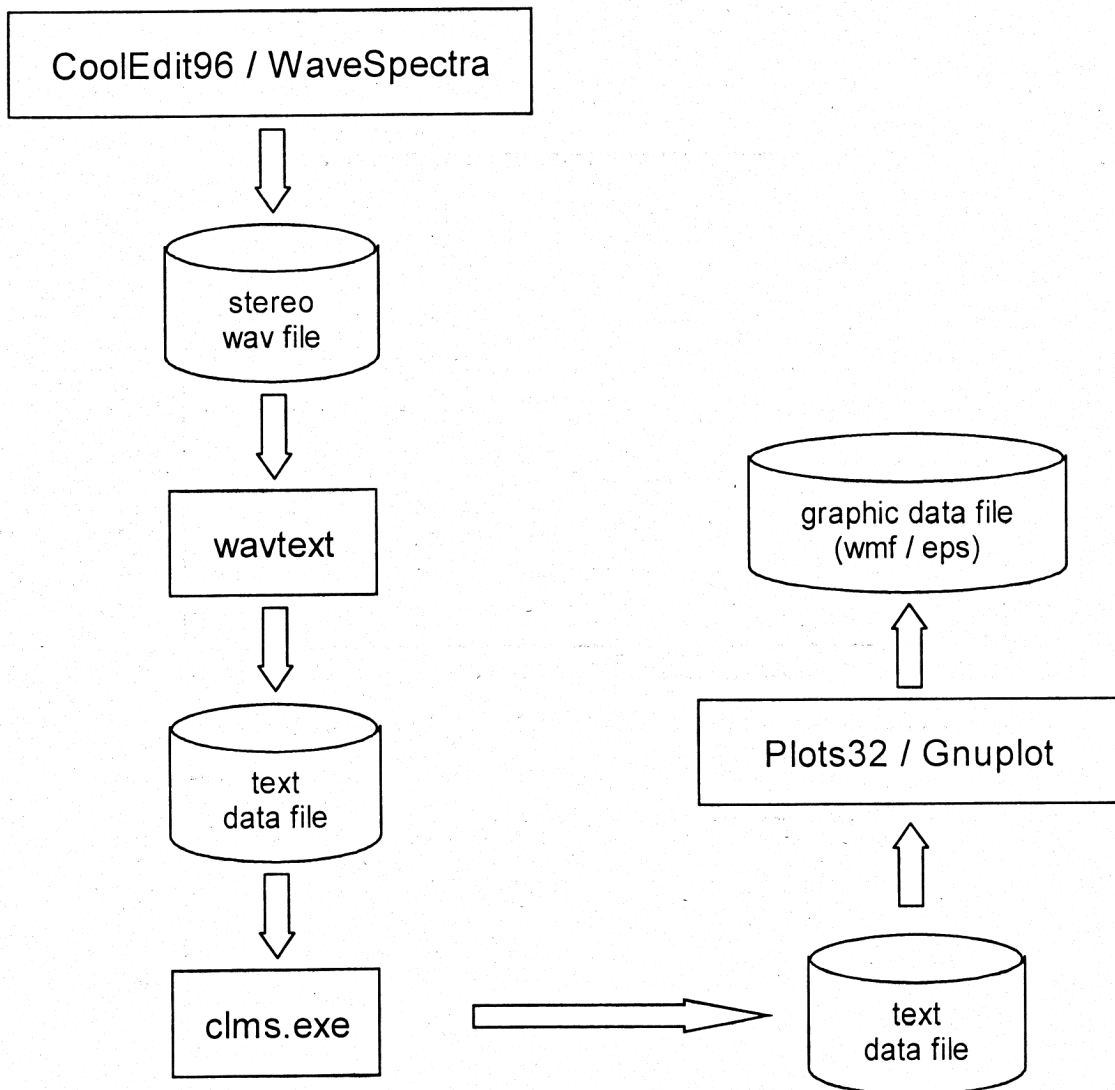 CoolEdit96 / WaveSpectra
stereo
wav file
wavtext
text
data file
clms.exe
text
data file
Plots32 / Gnuplot
graphic data file
(wmf / eps)